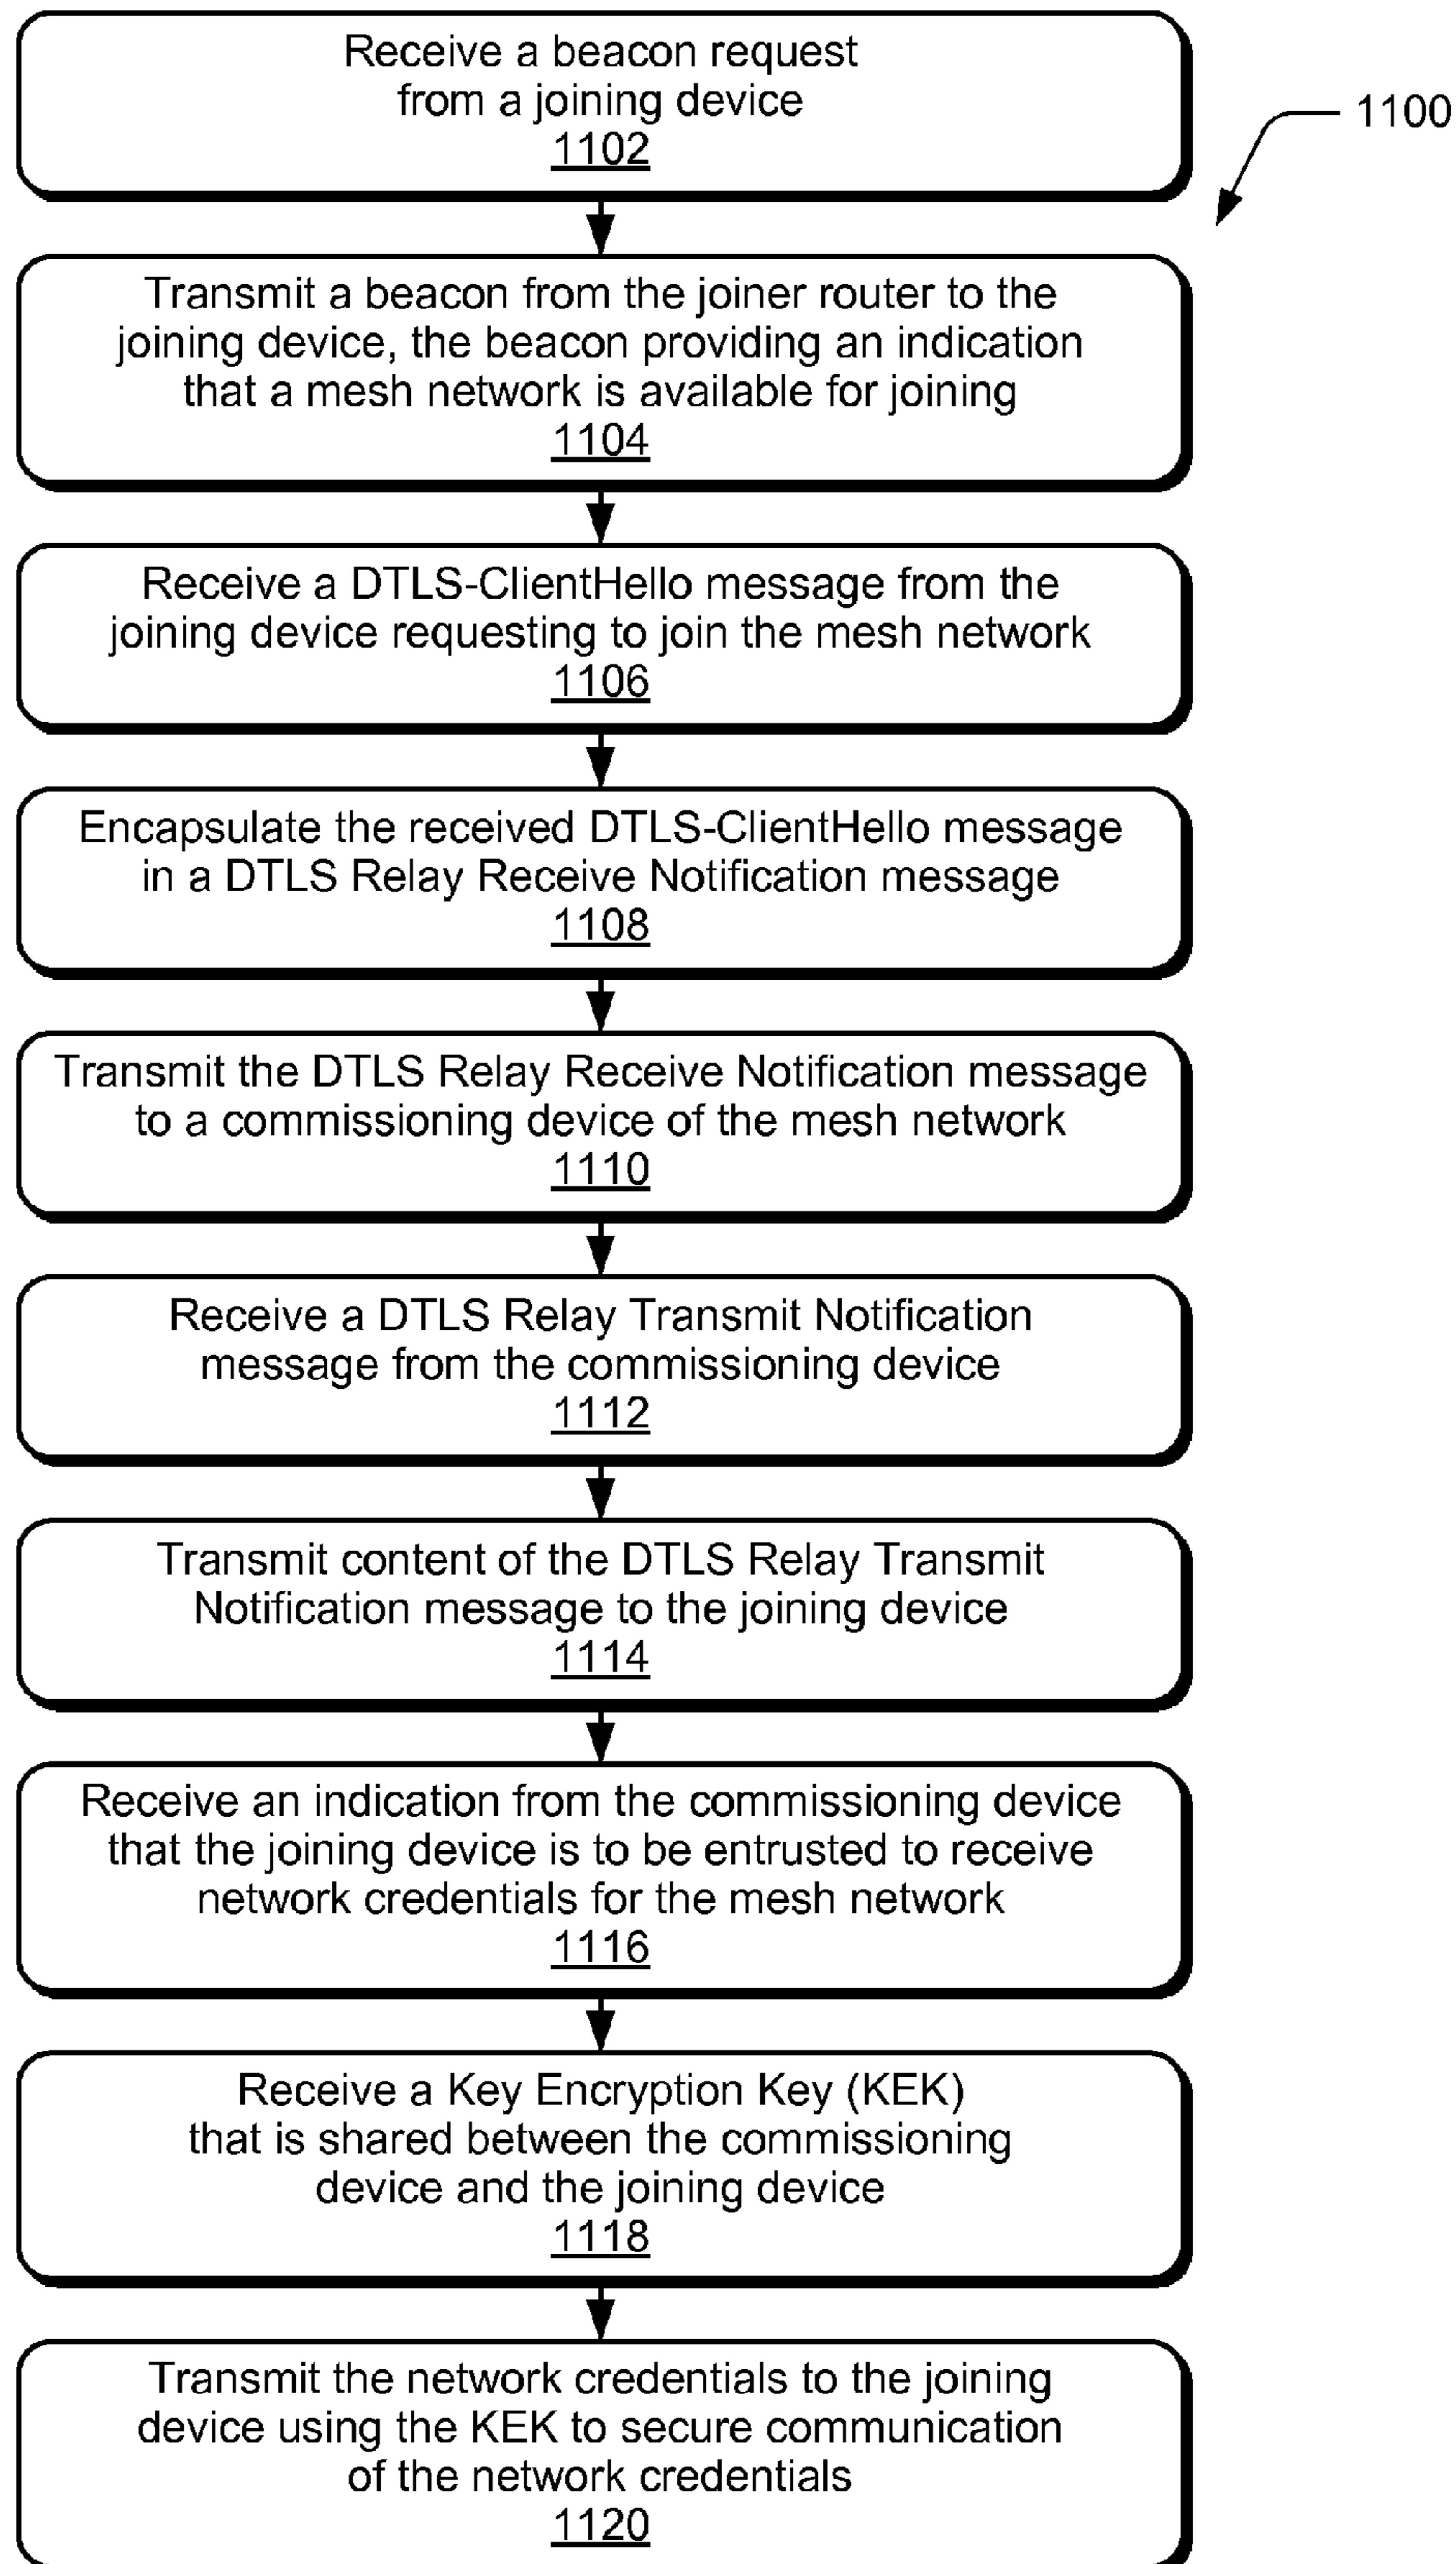 Receive a beacon request
from a joining device
1102
1100
Transmit a beacon from the joiner router to the
joining device, the beacon providing an indication
that a mesh network is available for joining
1104
Receive a DTLS-ClientHello message from the
joining device requesting to join the mesh network
1106
Encapsulate the received DTLS-ClientHello message
in a DTLS Relay Receive Notification message
1108
Transmit the DTLS Relay Receive Notification message
to a commissioning device of the mesh network
1110
Receive a DTLS Relay Transmit Notification
message from the commissioning device
1112
Transmit content of the DTLS Relay Transmit
Notification message to the joining device
1114
Receive an indication from the commissioning device
that the joining device is to be entrusted to receive
network credentials for the mesh network
1116
Receive a Key Encryption Key (KEK)
that is shared between the commissioning
device and the joining device
1118
Transmit the network credentials to the joining
device using the KEK to secure communication
of the network credentials
1120